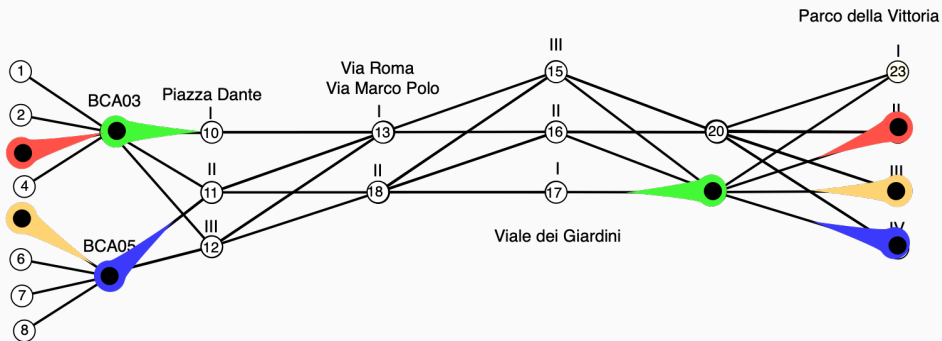 Parco della Vittoria
III
I
1
15
23
Via Roma
Via Marco Polo
BCA03
Piazza Dante
2
I
I
II
II
10
13
16
20
4
II
II
I
III
11
18
17
III
BCA05
12
Viale dei Giardini
IV
6
7
8